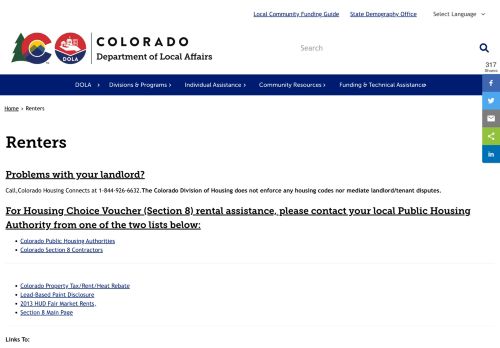 Local Community Funding Guide State Demography Office Select Language
COLORADO
Department of Local Affairs
DOLA
Search
317
Shares
DOLA Divisions & Programs Individual Assistance Community Resources Funding & Technical Assistance
Home > Renters
Renters
Problems with your landlord?
Call,Colorado Housing Connects at 1-844-926-6632.The Colorado Division of Housing does not enforce any housing codes nor mediate landlord/tenant disputes.
For Housing Choice Voucher (Section 8) rental assistance, please contact your local Public Housing
Authority from one of the two lists below:
Colorado Public Housing Authorities
Colorado Section 8 Contractors
Colorado Property Tax/Rent/Heat Rebate
Lead-Based Paint Disclosure
2013 HUD Fair Market Rents,
Section 8 Main Page
Links To: